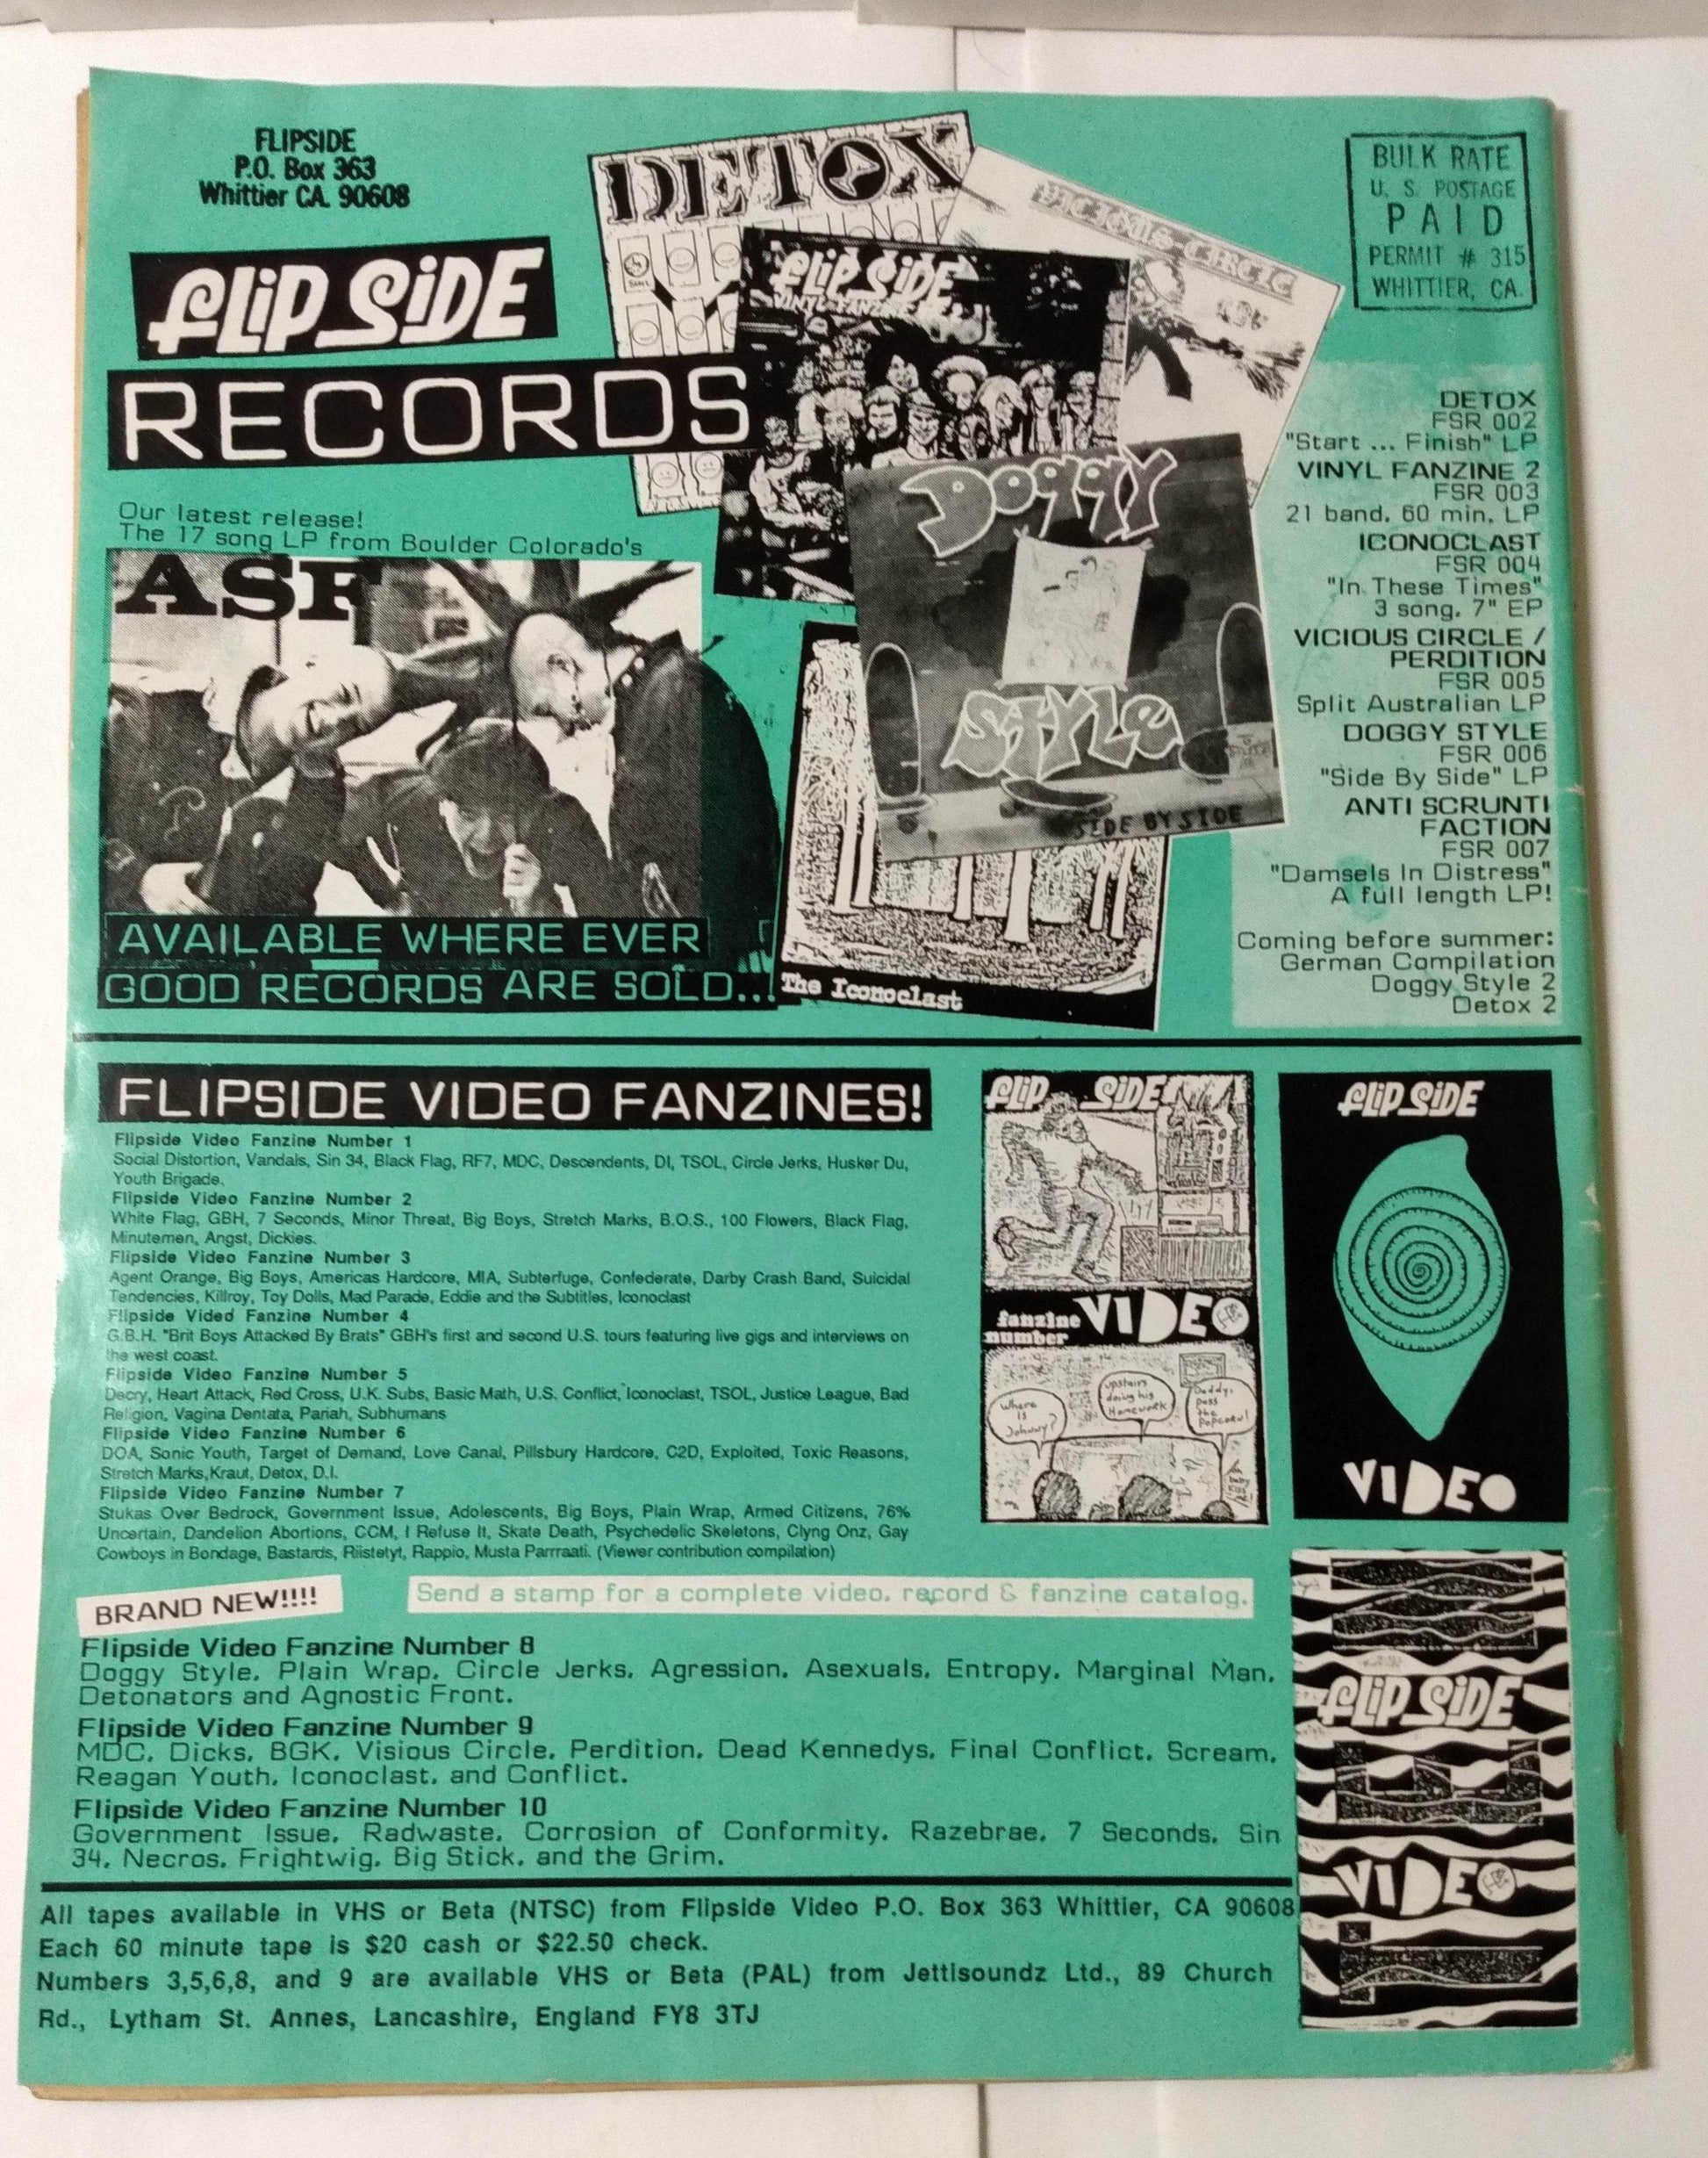 FLIPSIDE
P.O. Box 363
Whittier CA. 90608
BULK RATE
U. S. POSTAGE
PAID
PERMIT # 315
WHITTIER, CA.
FLiP SiDE
RECORDS
DETOX
VICIOUS CIRCLE
FLiP SiDE
VINYL FANZINE
DOGGY
STYLE
SIDE BY SIDE
The Iconoclast
Our latest release!
The 17 song LP from Boulder Colorado's
ASF
AVAILABLE WHERE EVER
GOOD RECORDS ARE SOLD...
DETOX
FSR 002
"Start ... Finish" LP
VINYL FANZINE 2
FSR 003
21 band, 60 min. LP
ICONOCLAST
FSR 004
"In These Times"
3 song, 7" EP
VICIOUS CIRCLE /
PERDITION
FSR 005
Split Australian LP
DOGGY STYLE
FSR 006
"Side By Side" LP
ANTI SCRUNTI
FACTION
FSR 007
"Damsels In Distress"
A full length LP!
Coming before summer:
German Compilation
Doggy Style 2
Detox 2
FLIPSIDE VIDEO FANZINES!
Flipside Video Fanzine Number 1
Social Distortion, Vandals, Sin 34, Black Flag, RF7, MDC, Descendents, DI, TSOL, Circle Jerks, Husker Du,
Youth Brigade.
Flipside Video Fanzine Number 2
White Flag, GBH, 7 Seconds, Minor Threat, Big Boys, Stretch Marks, B.O.S., 100 Flowers, Black Flag,
Minutemen, Angst, Dickies.
Flipside Video Fanzine Number 3
Agent Orange, Big Boys, Americas Hardcore, MIA, Subterfuge, Confederate, Darby Crash Band, Suicidal
Tendencies, Killroy, Toy Dolls, Mad Parade, Eddie and the Subtitles, Iconoclast
Flipside Vided Fanzine Number 4
G.B.H. "Brit Boys Attacked By Brats" GBH's first and second U.S. tours featuring live gigs and interviews on
the west coast.
Flipside Video Fanzine Number 5
Decry, Heart Attack, Red Cross, U.K. Subs, Basic Math, U.S. Conflict, Iconoclast, TSOL, Justice League, Bad
Religion, Vagina Dentata, Pariah, Subhumans
Flipside Video Fanzine Number 6
DOA, Sonic Youth, Target of Demand, Love Canal, Pillsbury Hardcore, C2D, Exploited, Toxic Reasons,
Stretch Marks,Kraut, Detox, D.I.
Flipside Video Fanzine Number 7
Stukas Over Bedrock, Government Issue, Adolescents, Big Boys, Plain Wrap, Armed Citizens, 76%
Uncertain, Dandelion Abortions, CCM, I Refuse It, Skate Death, Psychedelic Skeletons, Clyng Onz, Gay
Cowboys in Bondage, Bastards, Riistetyt, Rappio, Musta Parrraati. (Viewer contribution compilation)
FLiP SiDE
fanzine
number
VIDEO
Where
is
Johnny?
upstairs
doing his
Homework
Daddy,
pass
the
Popcorn!
FLiP SiDE
VIDEO
BRAND NEW!!!!
Send a stamp for a complete video, record & fanzine catalog.
Flipside Video Fanzine Number 8
Doggy Style, Plain Wrap, Circle Jerks, Agression, Asexuals, Entropy, Marginal Man,
Detonators and Agnostic Front.
Flipside Video Fanzine Number 9
MDC, Dicks, BGK, Visious Circle, Perdition, Dead Kennedys, Final Conflict, Scream,
Reagan Youth, Iconoclast, and Conflict.
Flipside Video Fanzine Number 10
Government Issue, Radwaste, Corrosion of Conformity, Razebrae, 7 Seconds, Sin
34, Necros, Frightwig, Big Stick, and the Grim.
FLiP SiDE
VIDEO
All tapes available in VHS or Beta (NTSC) from Flipside Video P.O. Box 363 Whittier, CA 90608
Each 60 minute tape is $20 cash or $22.50 check.
Numbers 3,5,6,8, and 9 are available VHS or Beta (PAL) from Jettisoundz Ltd., 89 Church
Rd., Lytham St. Annes, Lancashire, England FY8 3TJ